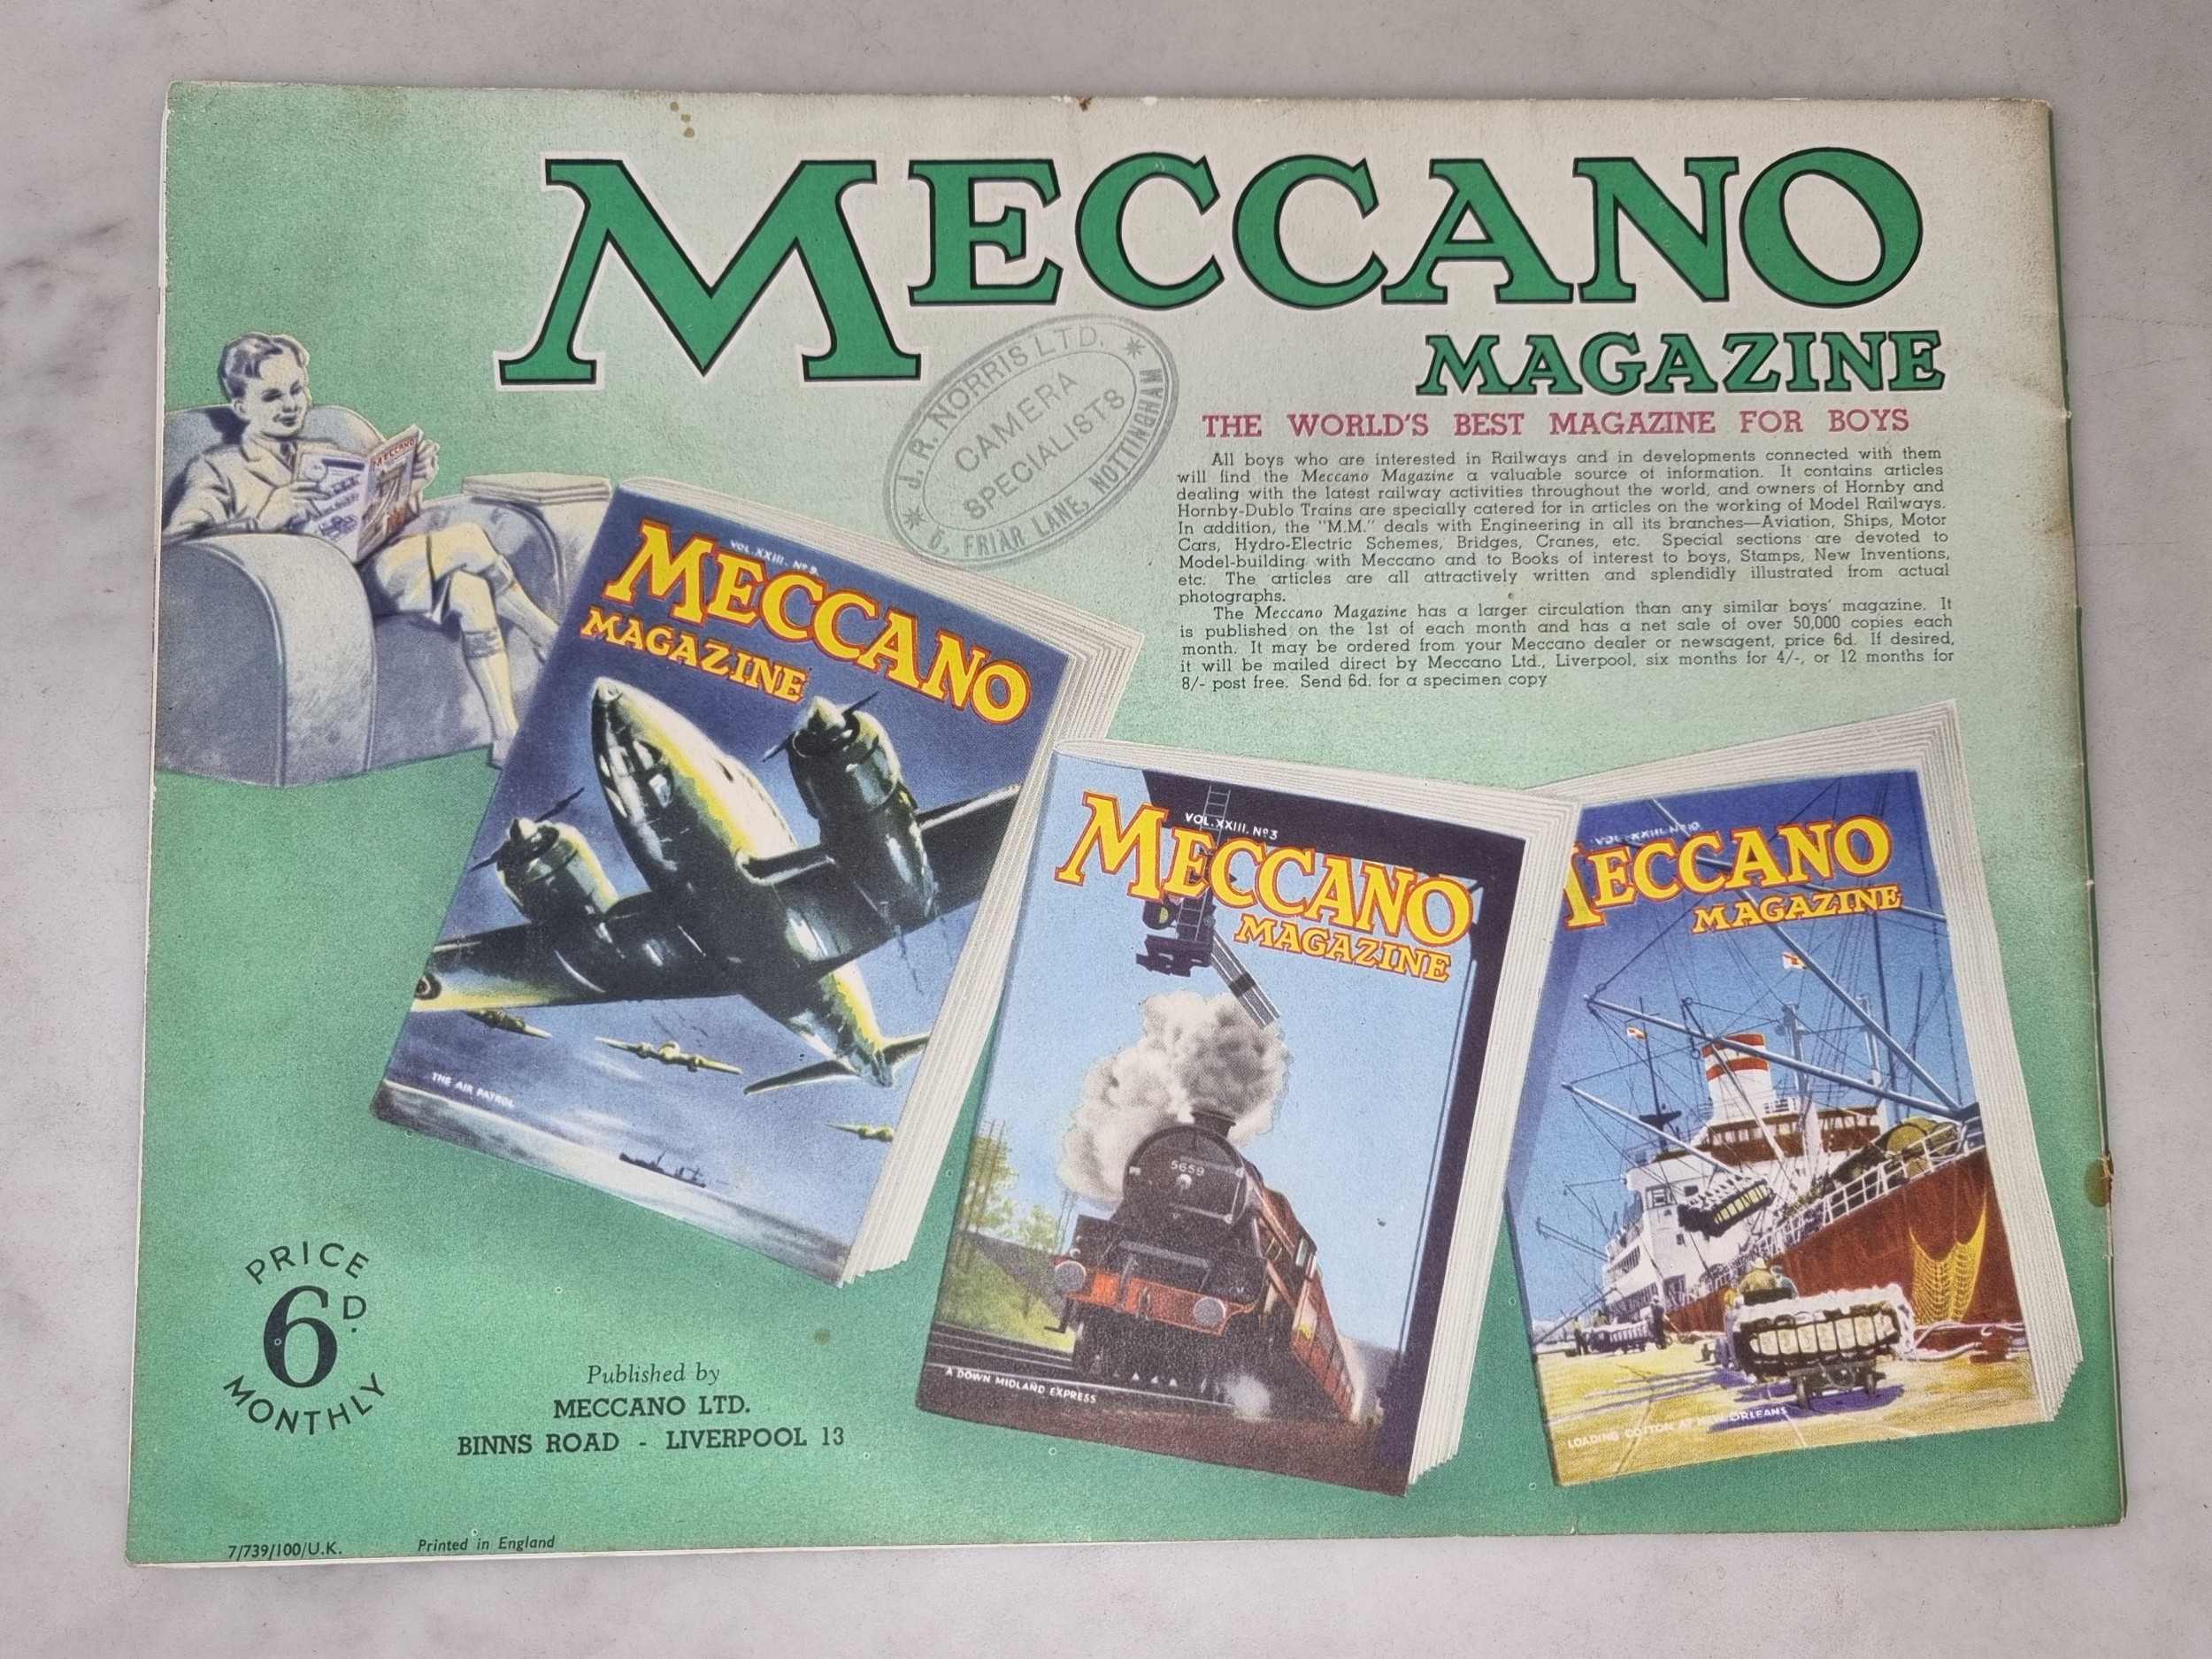 MECCANO
MAGAZINE
THE WORLD'S BEST MAGAZINE FOR BOYS
All boys who are interested in Railways and in developments connected with them
will find the Meccano Magazine a valuable source of information. It contains articles
dealing with the latest railway activities throughout the world, and owners of Hornby and
Hornby-Dublo Trains are specially catered for in articles on the working of Model Railways.
In addition, the "M.M." deals with Engineering in all its branches—Aviation, Ships, Motor
Cars, Hydro-Electric Schemes, Bridges, Cranes, etc. Special sections are devoted to
Model-building with Meccano and to Books of interest to boys, Stamps, New Inventions,
etc. The articles are all attractively written and splendidly illustrated from actual
photographs.
The Meccano Magazine has a larger circulation than any similar boys' magazine. It
is published on the 1st of each month and has a net sale of over 50,000 copies each
month. It may be ordered from your Meccano dealer or newsagent, price 6d. If desired,
it will be mailed direct by Meccano Ltd., Liverpool, six months for 4/-, or 12 months for
8/- post free. Send 6d. for a specimen copy
J. R. NORRIS LTD.
CAMERA
SPECIALISTS
6, FRIAR LANE, NOTTINGHAM
MECCANO
VOL. XXIII. No 9.
MECCANO
MAGAZINE
THE AIR PATROL
VOL. XXIII. No 3
MECCANO
MAGAZINE
5659
A DOWN MIDLAND EXPRESS
VOL. XXIII. No 10.
MECCANO
MAGAZINE
LOADING COTTON AT NEW ORLEANS
PRICE
6D.
MONTHLY
Published by
MECCANO LTD.
BINNS ROAD - LIVERPOOL 13
7/739/100/U.K.
Printed in England